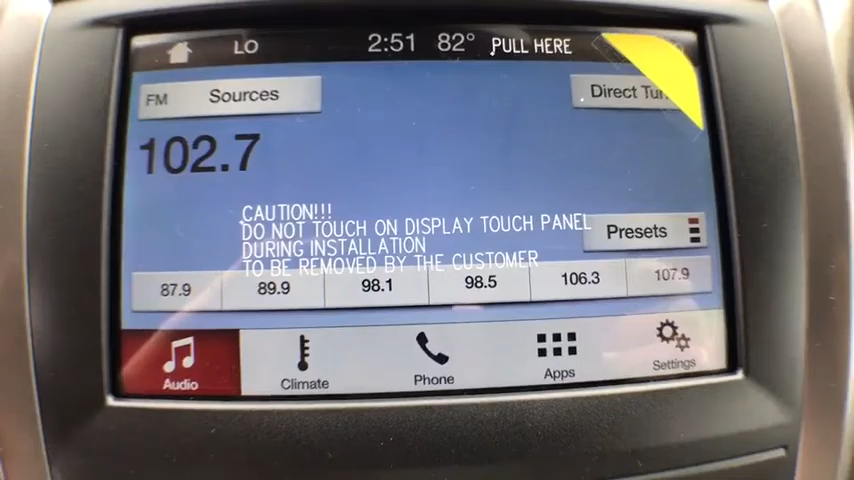 LO 2:51 82° PULL HERE
FM Sources
102.7
CAUTION!!!
DO NOT TOUCH ON DISPLAY TOUCH PANEL
DURING INSTALLATION
TO BE REMOVED BY THE CUSTOMER
Direct Tun
Presets
87.9 89.9 98.1 98.5 106.3 107.9
Audio Climate Phone Apps Settings